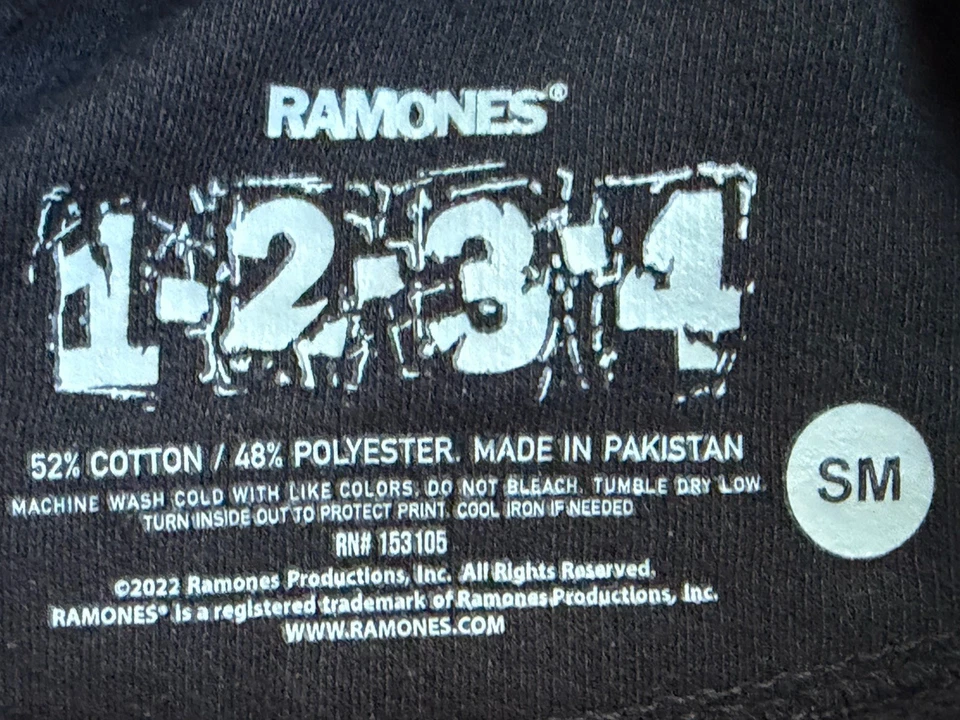 RAMONES®
1-2-3-4
52% COTTON / 48% POLYESTER. MADE IN PAKISTAN
MACHINE WASH COLD WITH LIKE COLORS, DO NOT BLEACH, TUMBLE DRY LOW.
TURN INSIDE OUT TO PROTECT PRINT, COOL IRON IF NEEDED
RN# 153105
©2022 Ramones Productions, Inc. All Rights Reserved.
RAMONES® is a registered trademark of Ramones Productions, Inc.
WWW.RAMONES.COM
SM